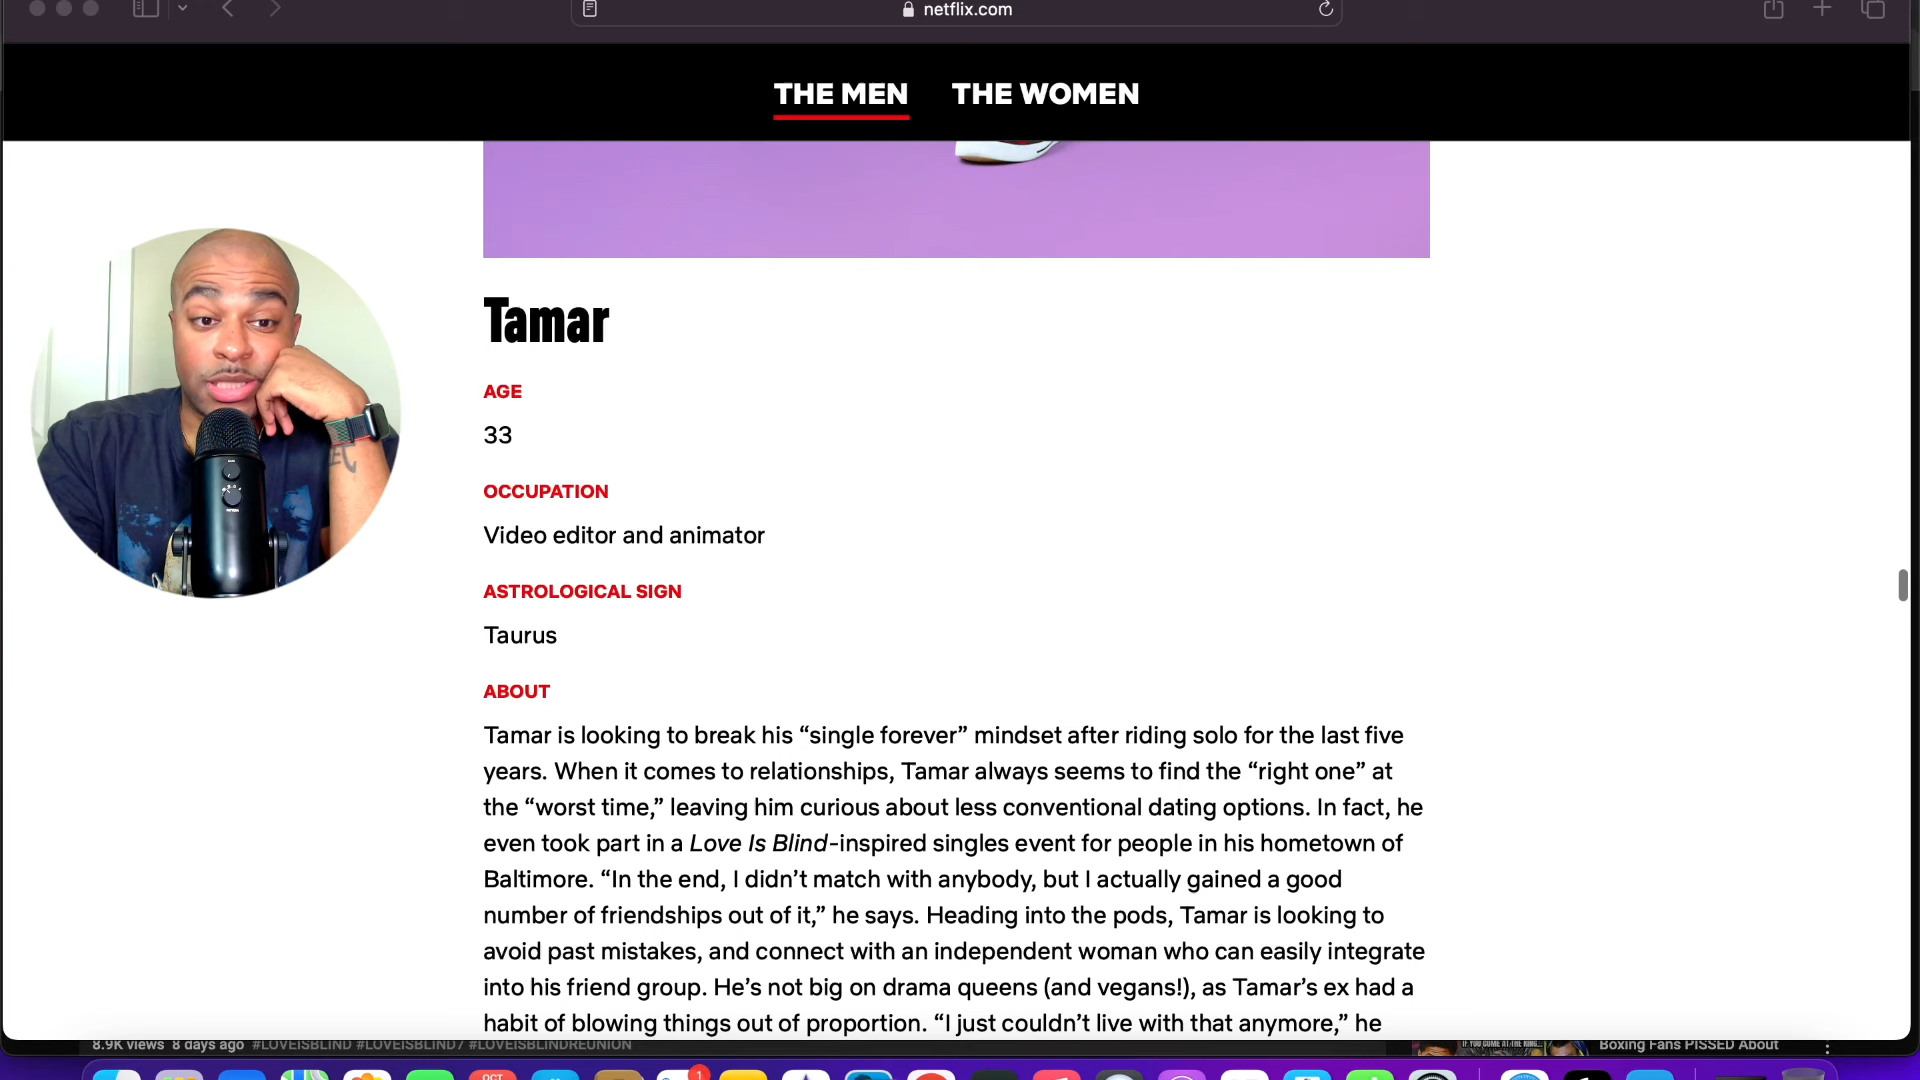 netflix.com
THE MEN THE WOMEN
Tamar
AGE
33
OCCUPATION
Video editor and animator
ASTROLOGICAL SIGN
Taurus
ABOUT
Tamar is looking to break his “single forever” mindset after riding solo for the last five
years. When it comes to relationships, Tamar always seems to find the “right one” at
the “worst time,” leaving him curious about less conventional dating options. In fact, he
even took part in a Love Is Blind-inspired singles event for people in his hometown of
Baltimore. “In the end, I didn’t match with anybody, but I actually gained a good
number of friendships out of it,” he says. Heading into the pods, Tamar is looking to
avoid past mistakes, and connect with an independent woman who can easily integrate
into his friend group. He’s not big on drama queens (and vegans!), as Tamar’s ex had a
habit of blowing things out of proportion. “I just couldn’t live with that anymore,” he
8.9K views 8 days ago #LOVEISBLIND #LOVEISBLIND7 #LOVEISBLINDREUNION
IF YOU COME AT THE KING...
Boxing Fans PISSED About
OCT
1